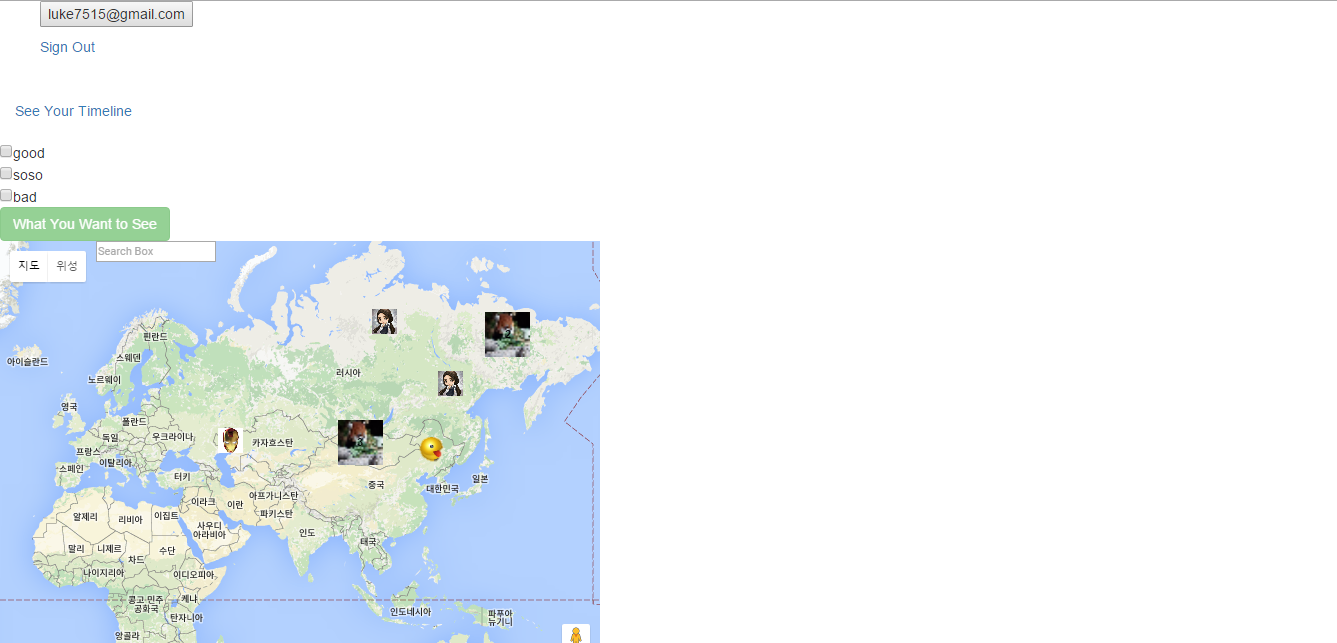 luke7515@gmail.com
Sign Out
See Your Timeline
good
soso
bad
What You Want to See
지도
위성
Search Box
핀란드
아이슬란드
스웨덴
러시아
노르웨이
영국
폴란드
독일
우크라이나
카자흐스탄
프랑스
이탈리아
스페인
터키
중국
일본
대한민국
아프가니스탄
이라크
이란
파키스탄
알제리
리비아
이집트
사우디
아라비아
인도
태국
말리
니제르
수단
차드
나이지리아
이디오피아
콩고 민주
공화국
케냐
탄자니아
인도네시아
파푸아
뉴기니
앙골라